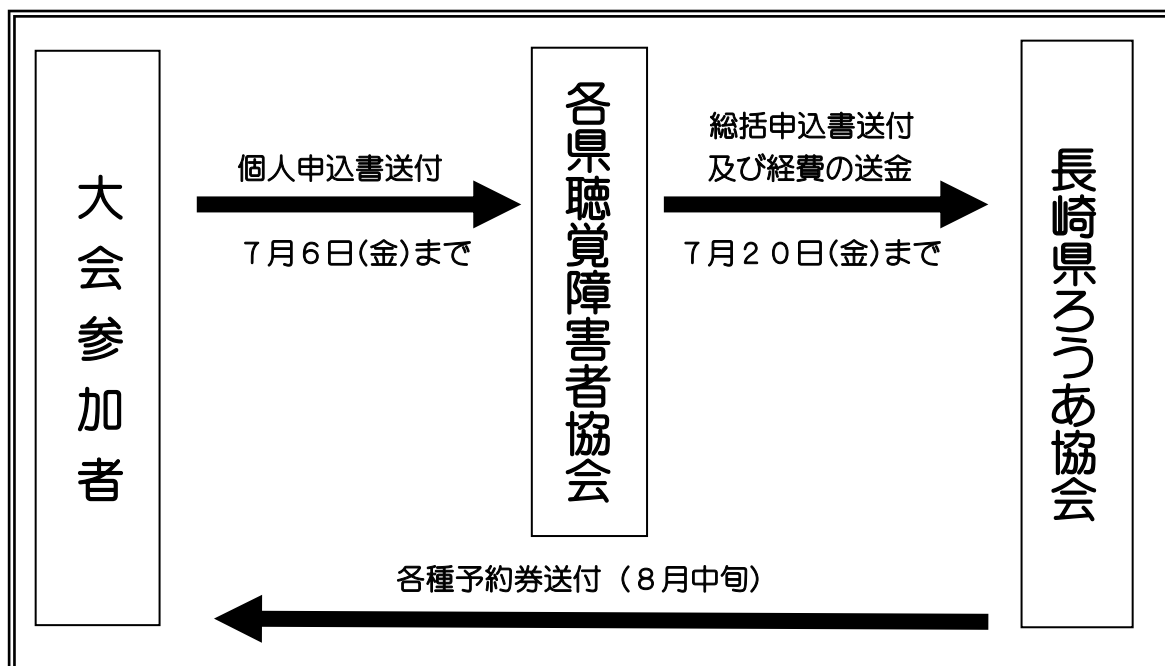 大会参加者
個人申込書送付
７月６日(金)まで
各県聴覚障害者協会
総括申込書送付
及び経費の送金
７月２０日(金)まで
長崎県ろうあ協会
各種予約券送付（８月中旬）